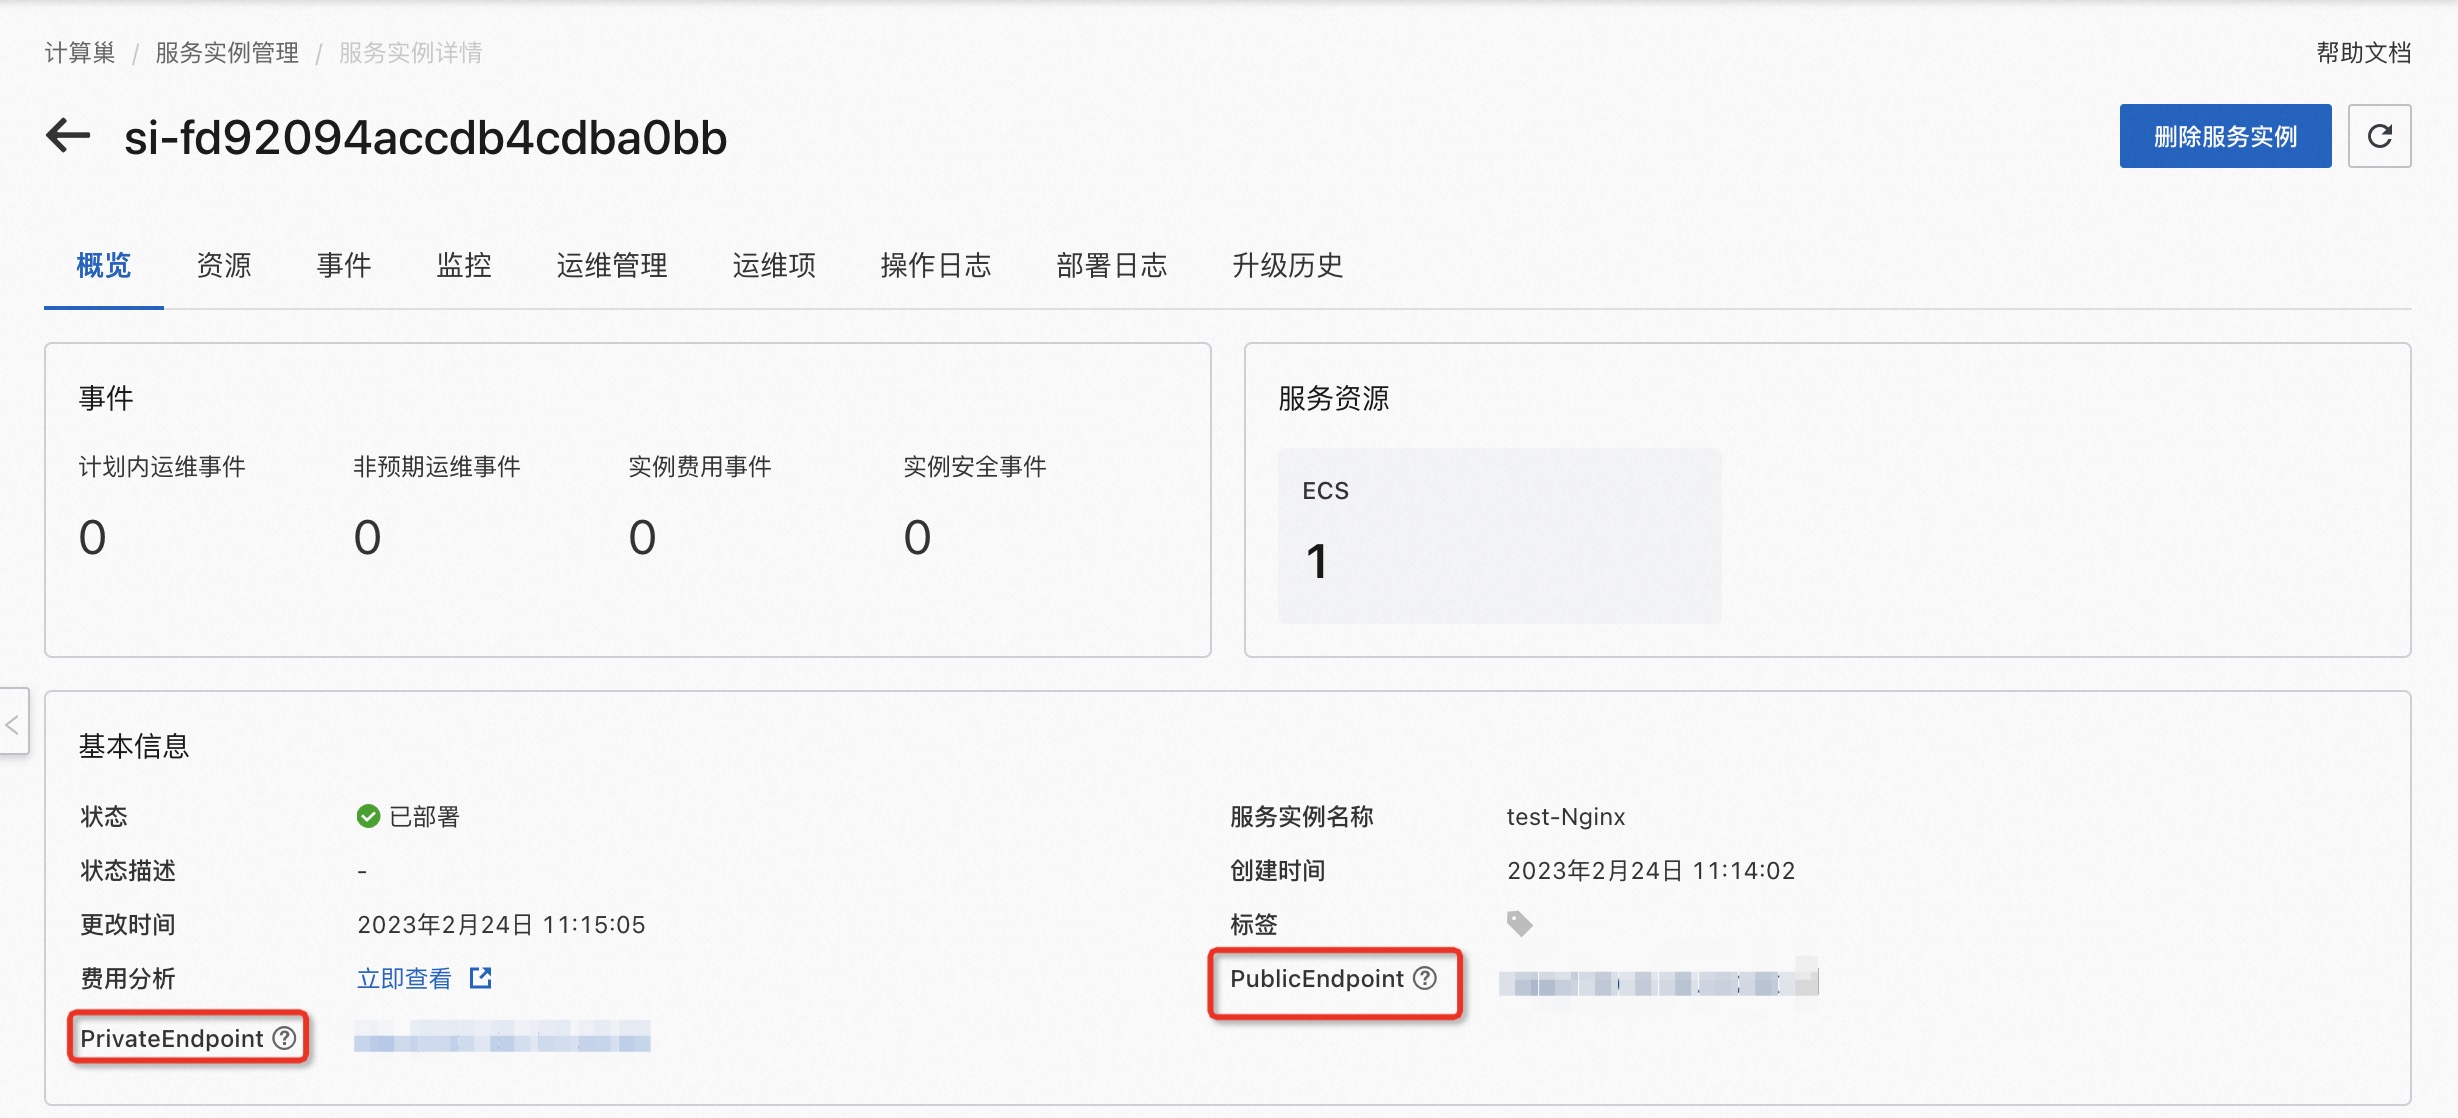 计算巢 / 服务实例管理 / 服务实例详情
帮助文档
si-fd92094accdb4cdba0bb
删除服务实例
概览 资源 事件 监控 运维管理 运维项 操作日志 部署日志 升级历史
事件
计划内运维事件 非预期运维事件 实例费用事件 实例安全事件
0 0 0 0
服务资源
ECS
1
基本信息
状态 已部署
服务实例名称 test-Nginx
状态描述 -
创建时间 2023年2月24日 11:14:02
更改时间 2023年2月24日 11:15:05
标签
费用分析 立即查看
PublicEndpoint
PrivateEndpoint